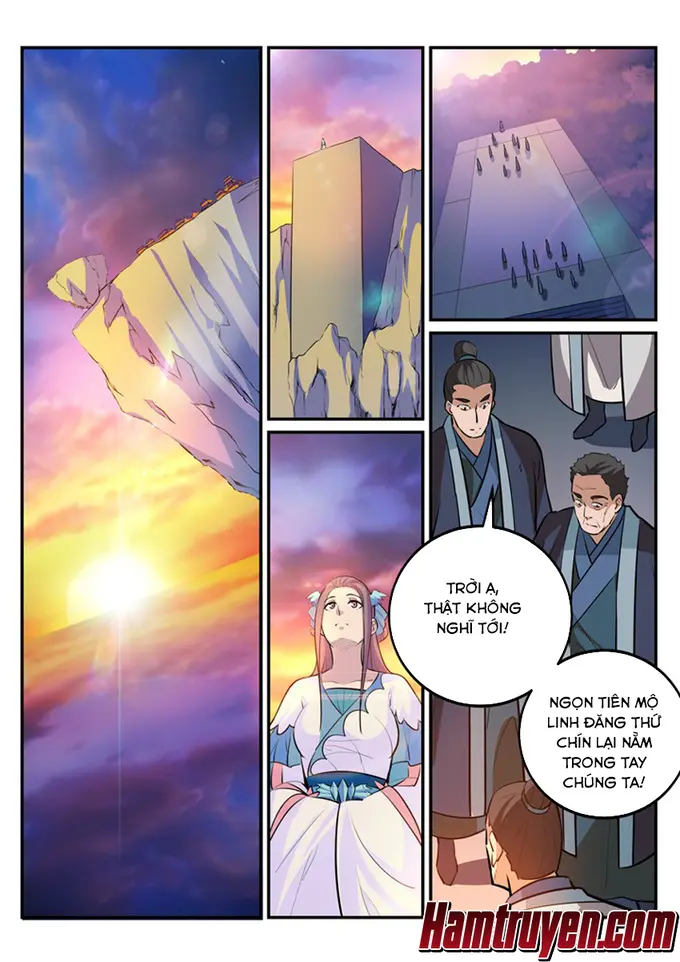 TRỜI Ạ,
THẬT KHÔNG
NGHĨ TỚI!
NGỌN TIÊN MỘ
LINH ĐĂNG THỨ
CHÍN LẠI NẰM
TRONG TAY
CHÚNG TA!
Hamtruyen.com